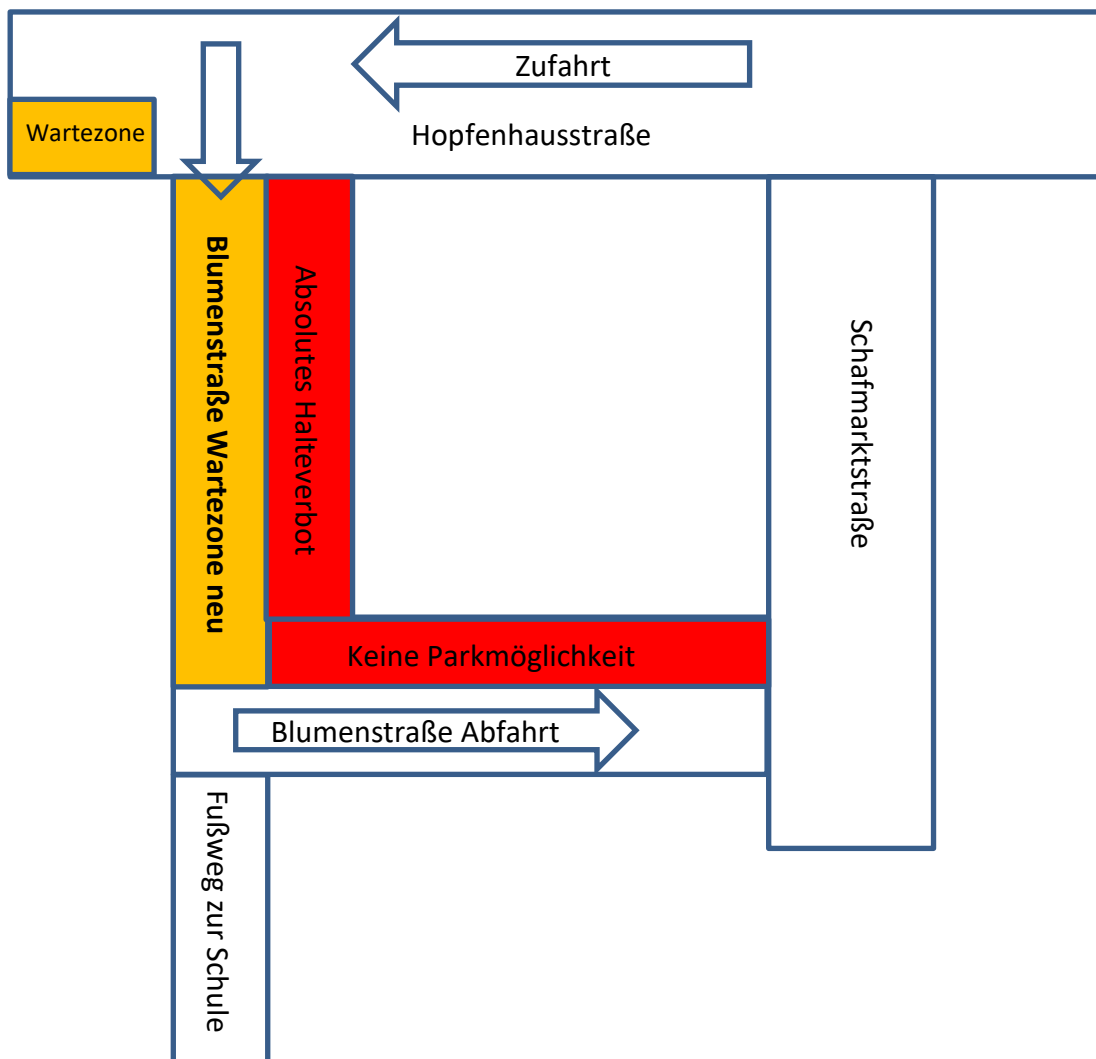 Zufahrt
Wartezone
Hopfenhausstraße
Blumenstraße Wartezone neu
Absolutes Halteverbot
Schafmarktstraße
Keine Parkmöglichkeit
Blumenstraße Abfahrt
Fußweg zur Schule